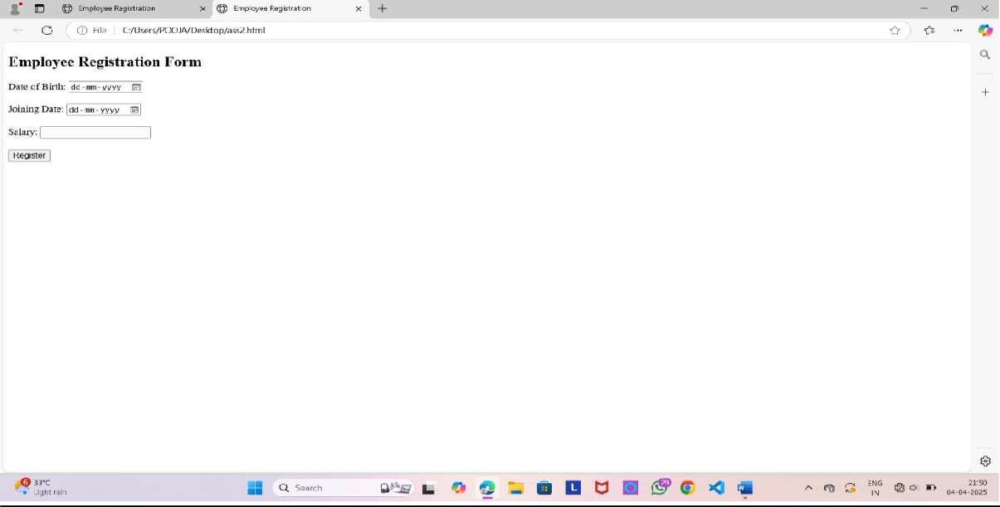 Employee Registration
Employee Registration
File
C:/Users/POOJA/Desktop/ass2.html
Employee Registration Form
Date of Birth: dd-mm-yyyy
Joining Date: dd-mm-yyyy
Salary:
Register
6
33°C
Light rain
Search
L
29
W
ENG
IN
21:50
04-04-2025